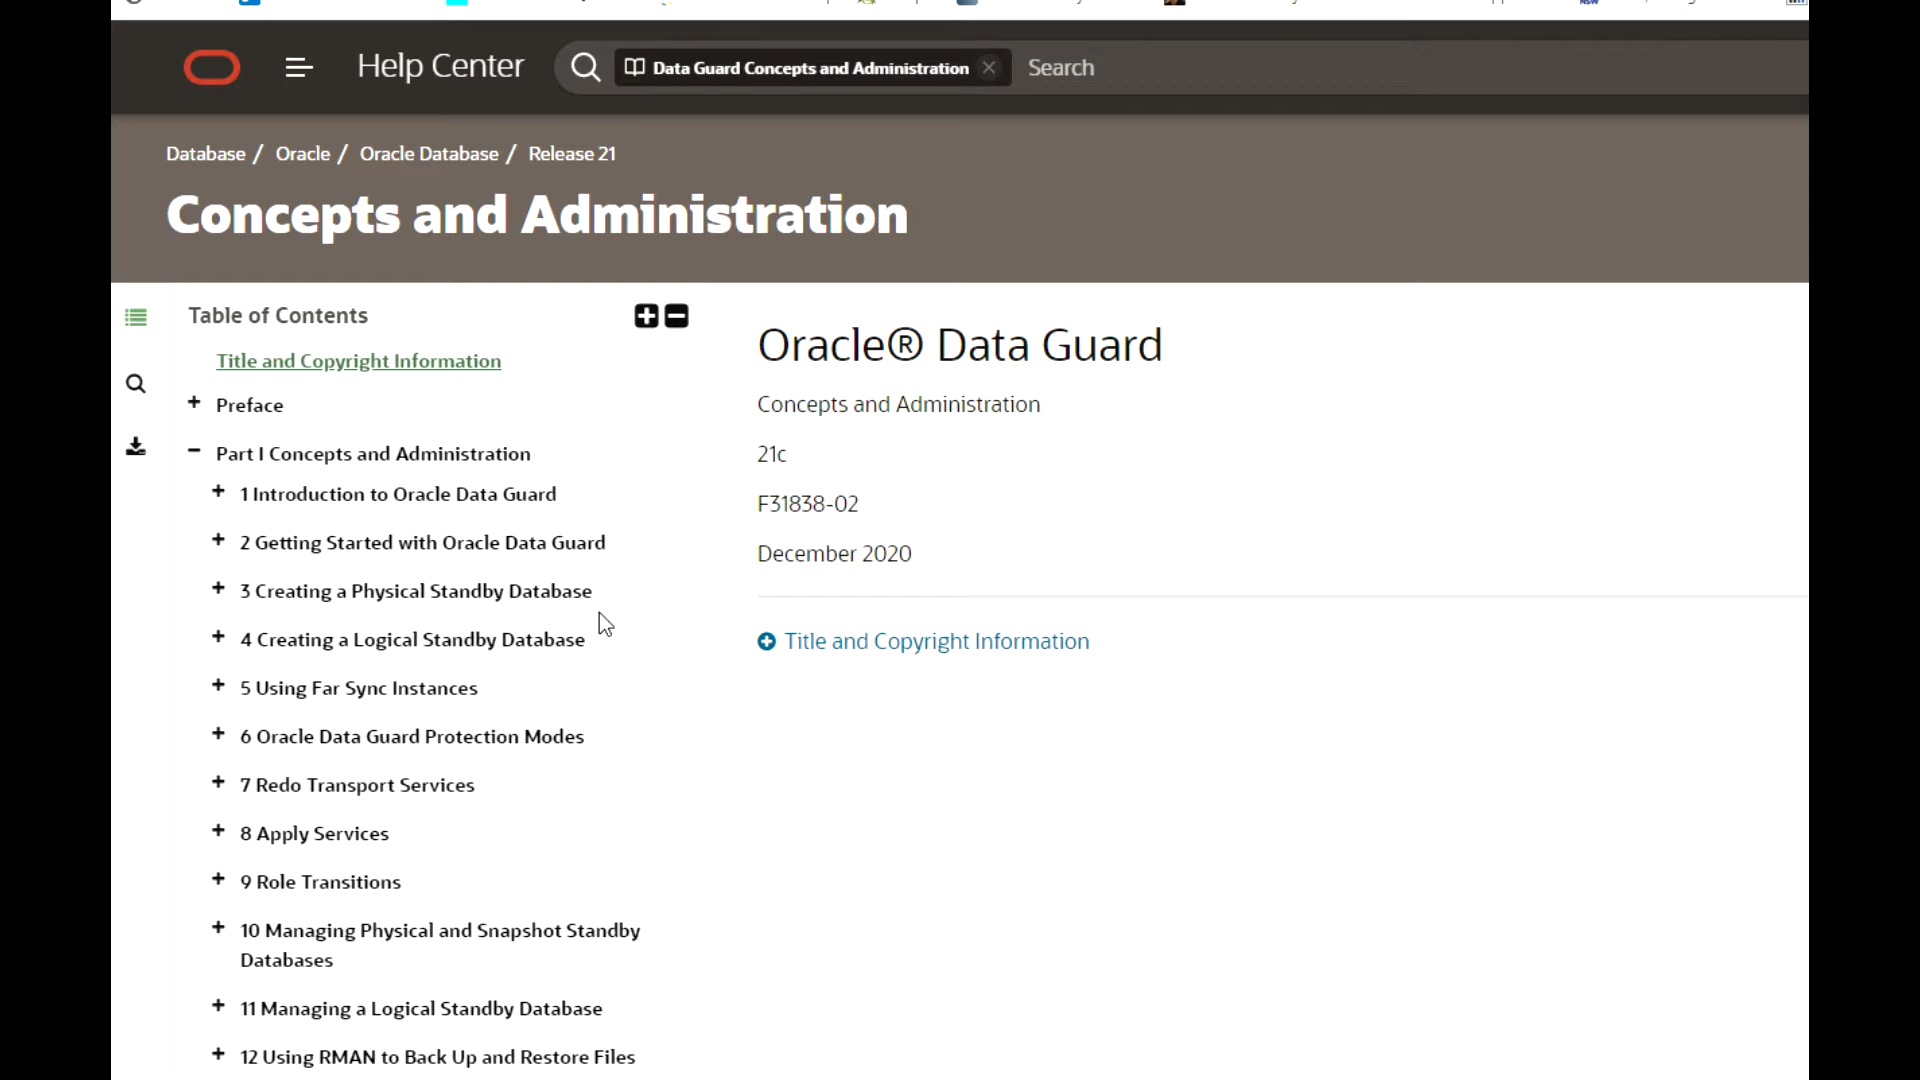 Help Center
Data Guard Concepts and Administration
Search
Database / Oracle / Oracle Database / Release 21
Concepts and Administration
Table of Contents
Title and Copyright Information
+ Preface
- Part I Concepts and Administration
+ 1 Introduction to Oracle Data Guard
+ 2 Getting Started with Oracle Data Guard
+ 3 Creating a Physical Standby Database
+ 4 Creating a Logical Standby Database
+ 5 Using Far Sync Instances
+ 6 Oracle Data Guard Protection Modes
+ 7 Redo Transport Services
+ 8 Apply Services
+ 9 Role Transitions
+ 10 Managing Physical and Snapshot Standby
Databases
+ 11 Managing a Logical Standby Database
+ 12 Using RMAN to Back Up and Restore Files
Oracle® Data Guard
Concepts and Administration
21c
F31838-02
December 2020
Title and Copyright Information